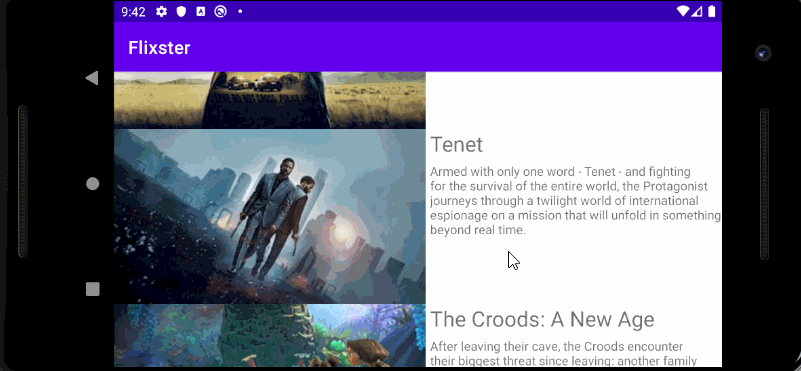 9:42
Flixster
Tenet
Armed with only one word - Tenet - and fighting
for the survival of the entire world, the Protagonist
journeys through a twilight world of international
espionage on a mission that will unfold in something
beyond real time.
The Croods: A New Age
After leaving their cave, the Croods encounter
their biggest threat since leaving: another family